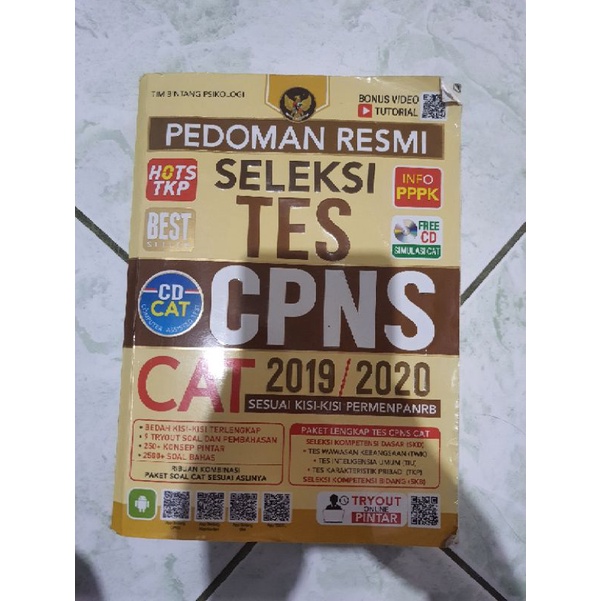 TIM BINTANG PSIKOLOGI
BONUS VIDEO
TUTORIAL
PEDOMAN RESMI
HOTS
TKP
SELEKSI
INFO
PPPK
BEST
TES
FREE
CD
SIMULASI CAT
CD
CAT
CPNS
CAT 2019/2020
SESUAI KISI-KISI PERMENPANRB
• BEDAH KISI-KISI TERLENGKAP
• 9 TRYOUT SOAL DAN PEMBAHASAN
• 250+ KONSEP PINTAR
• 2500+ SOAL BAHAS
RIBUAN KOMBINASI
PAKET SOAL CAT SESUAI ASLINYA
PAKET LENGKAP TES CPNS CAT
SELEKSI KOMPETENSI DASAR (SKD)
• TES WAWASAN KEBANGSAAN (TWK)
• TES INTELIGENSIA UMUM (TIU)
• TES KARAKTERISTIK PRIBADI (TKP)
SELEKSI KOMPETENSI BIDANG (SKB)
TRYOUT
ONLINE
PINTAR